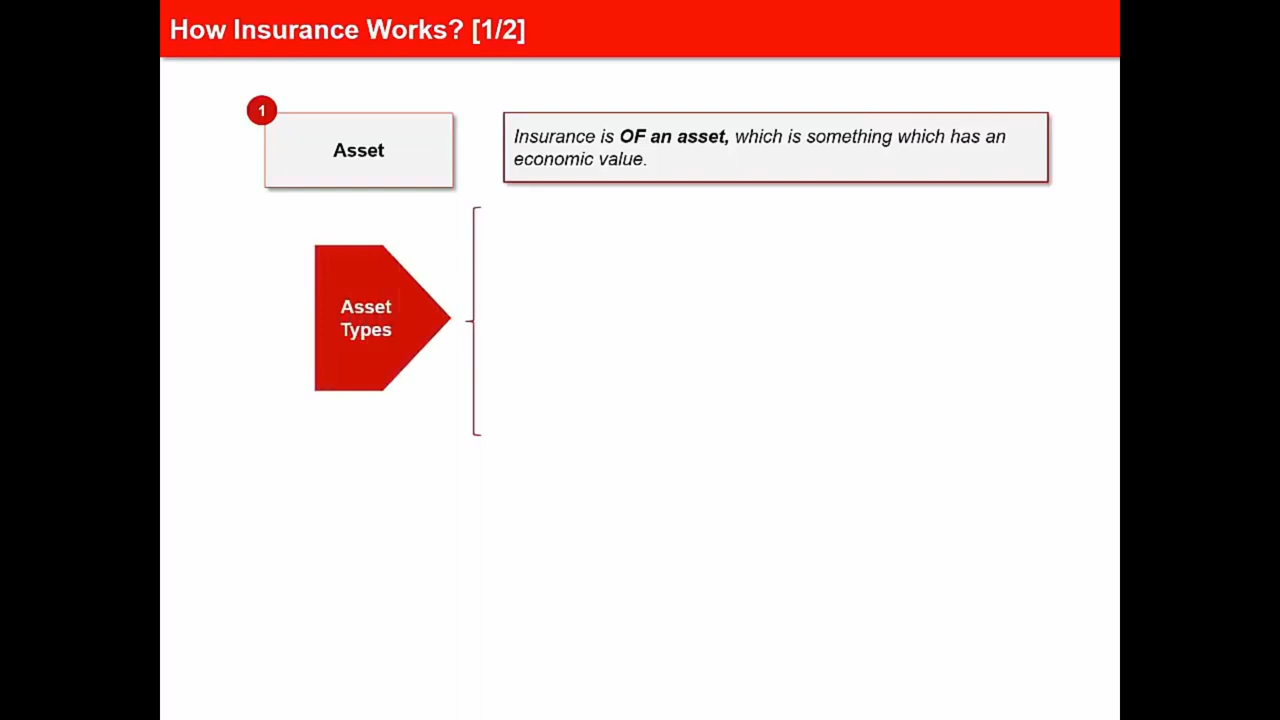 How Insurance Works? [1/2]
1
Asset
Insurance is OF an asset, which is something which has an
economic value.
Asset
Types